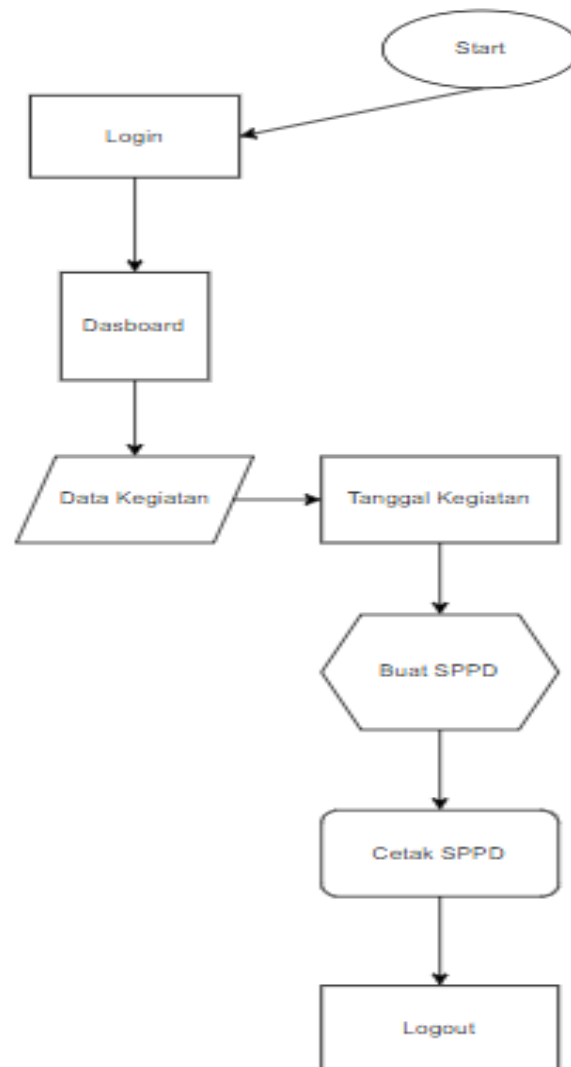 Start
Login
Dasboard
Data Kegiatan
Tanggal Kegiatan
Buat SPPD
Cetak SPPD
Logout